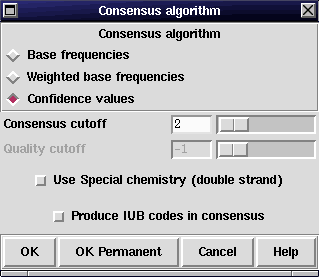 Consensus algorithm
Consensus algorithm
Base frequencies
Weighted base frequencies
Confidence values
Consensus cutoff 2
Quality cutoff -1
Use Special chemistry (double strand)
Produce IUB codes in consensus
OK OK Permanent Cancel Help